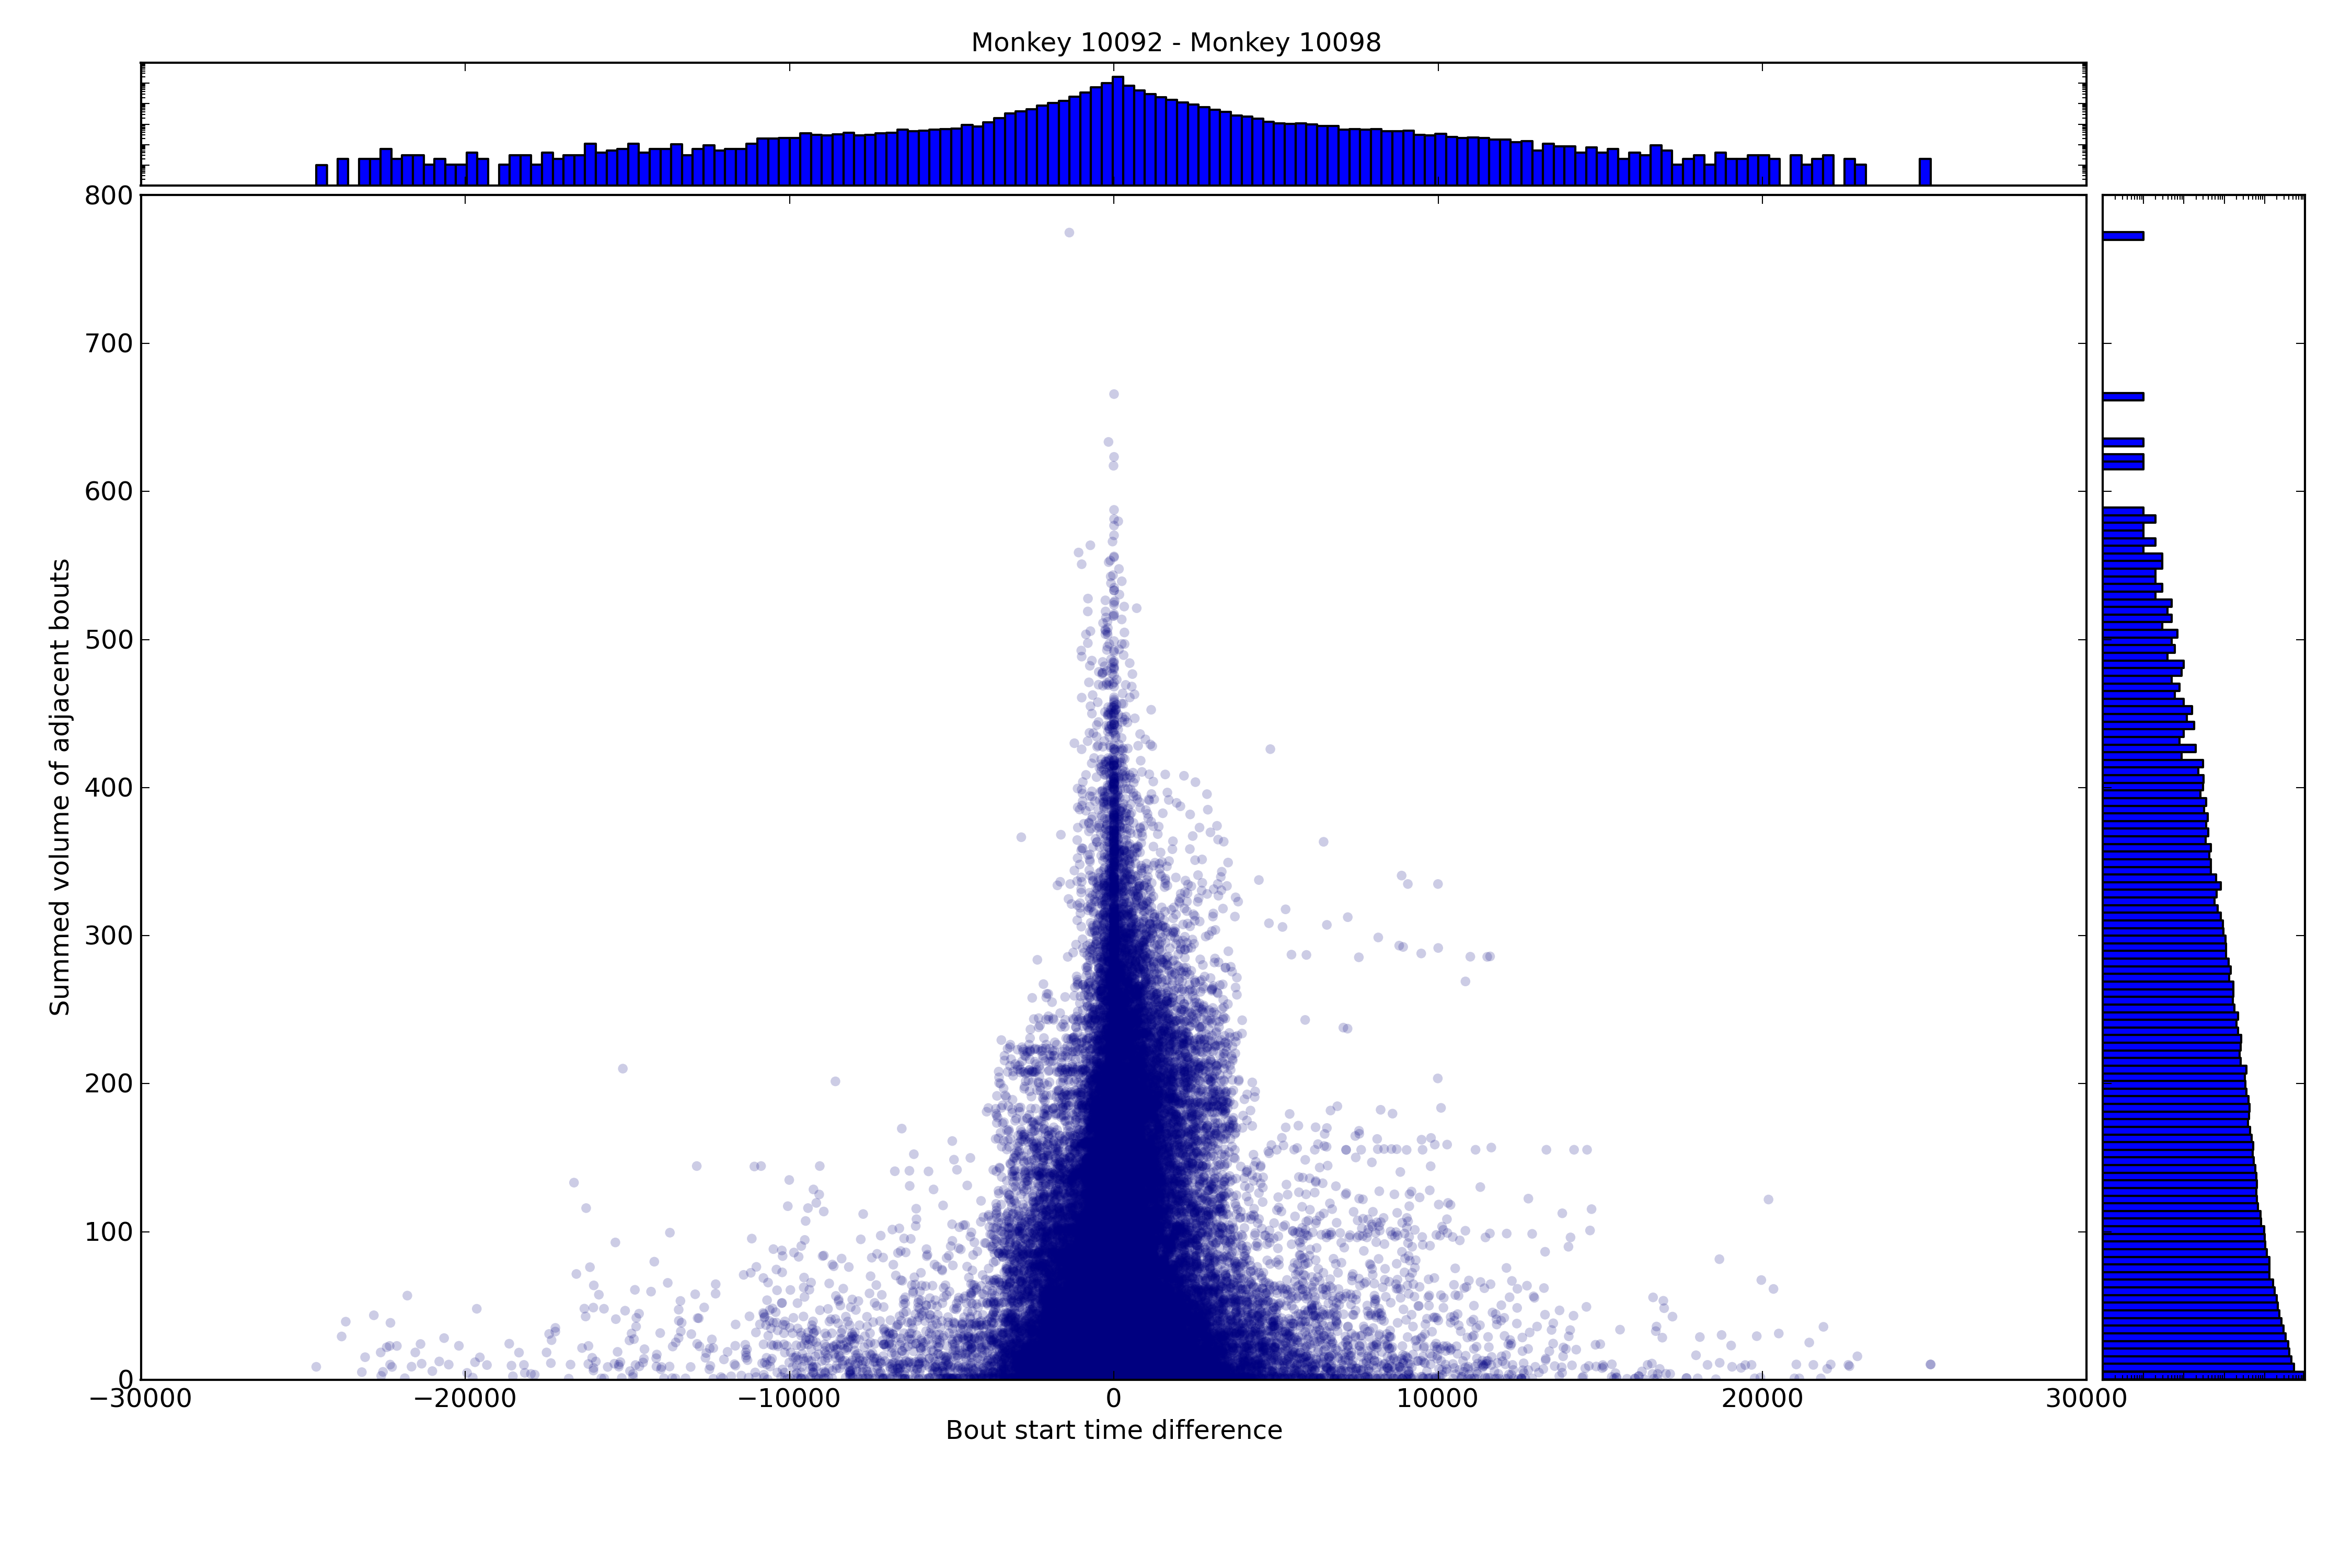 Monkey 10092 - Monkey 10098
800
700
600
500
400
300
200
100
0
Summed volume of adjacent bouts
−30000 −20000 −10000 0 10000 20000 30000
Bout start time difference